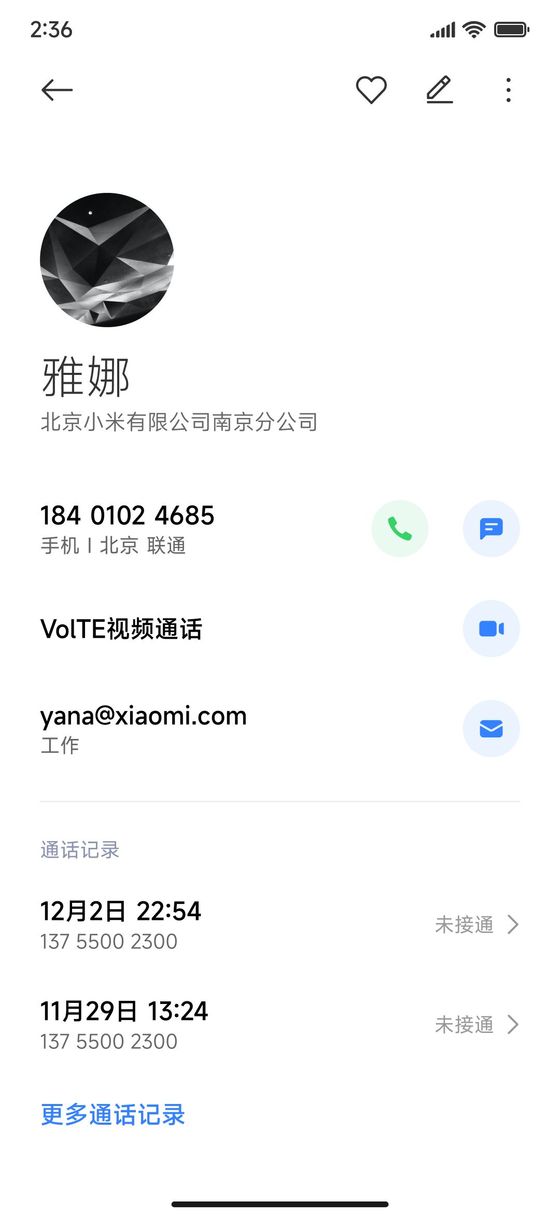 2:36
雅娜
北京小米有限公司南京分公司
184 0102 4685
手机 | 北京 联通
VolTE视频通话
yana@xiaomi.com
工作
通话记录
12月2日 22:54
137 5500 2300
未接通
11月29日 13:24
137 5500 2300
未接通
更多通话记录